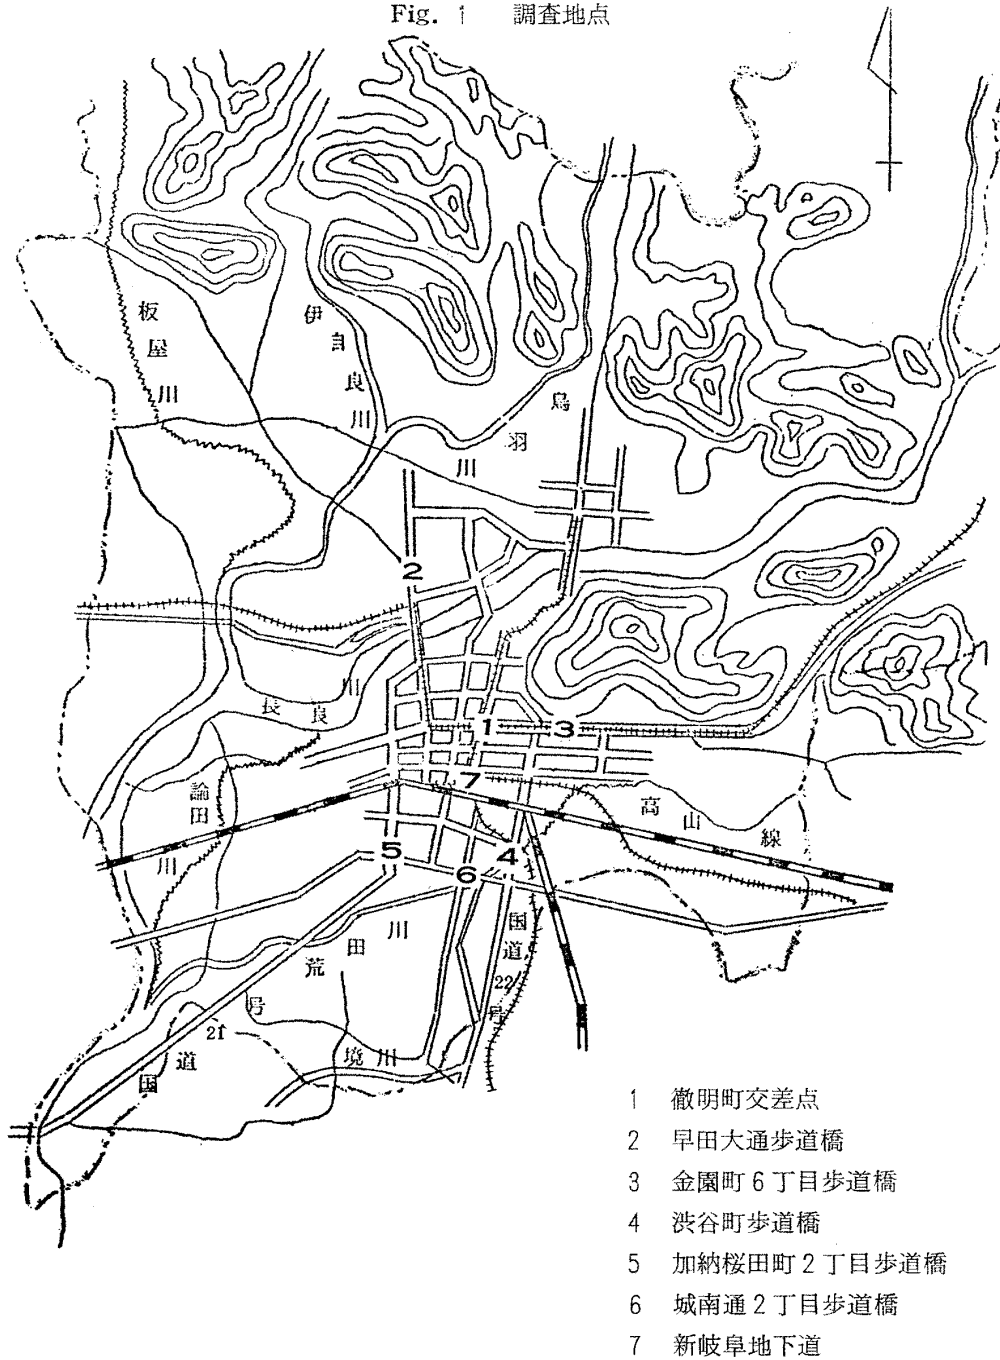 Fig. 1 調査地点
板屋川
伊自良川
鳥羽川
2
長良川
1
3
7
論田川
高山線
5
4
6
荒田川
国道22号
国道21号
境川
1 徹明町交差点
2 早田大通歩道橋
3 金園町6丁目歩道橋
4 渋谷町歩道橋
5 加納桜田町2丁目歩道橋
6 城南通2丁目歩道橋
7 新岐阜地下道